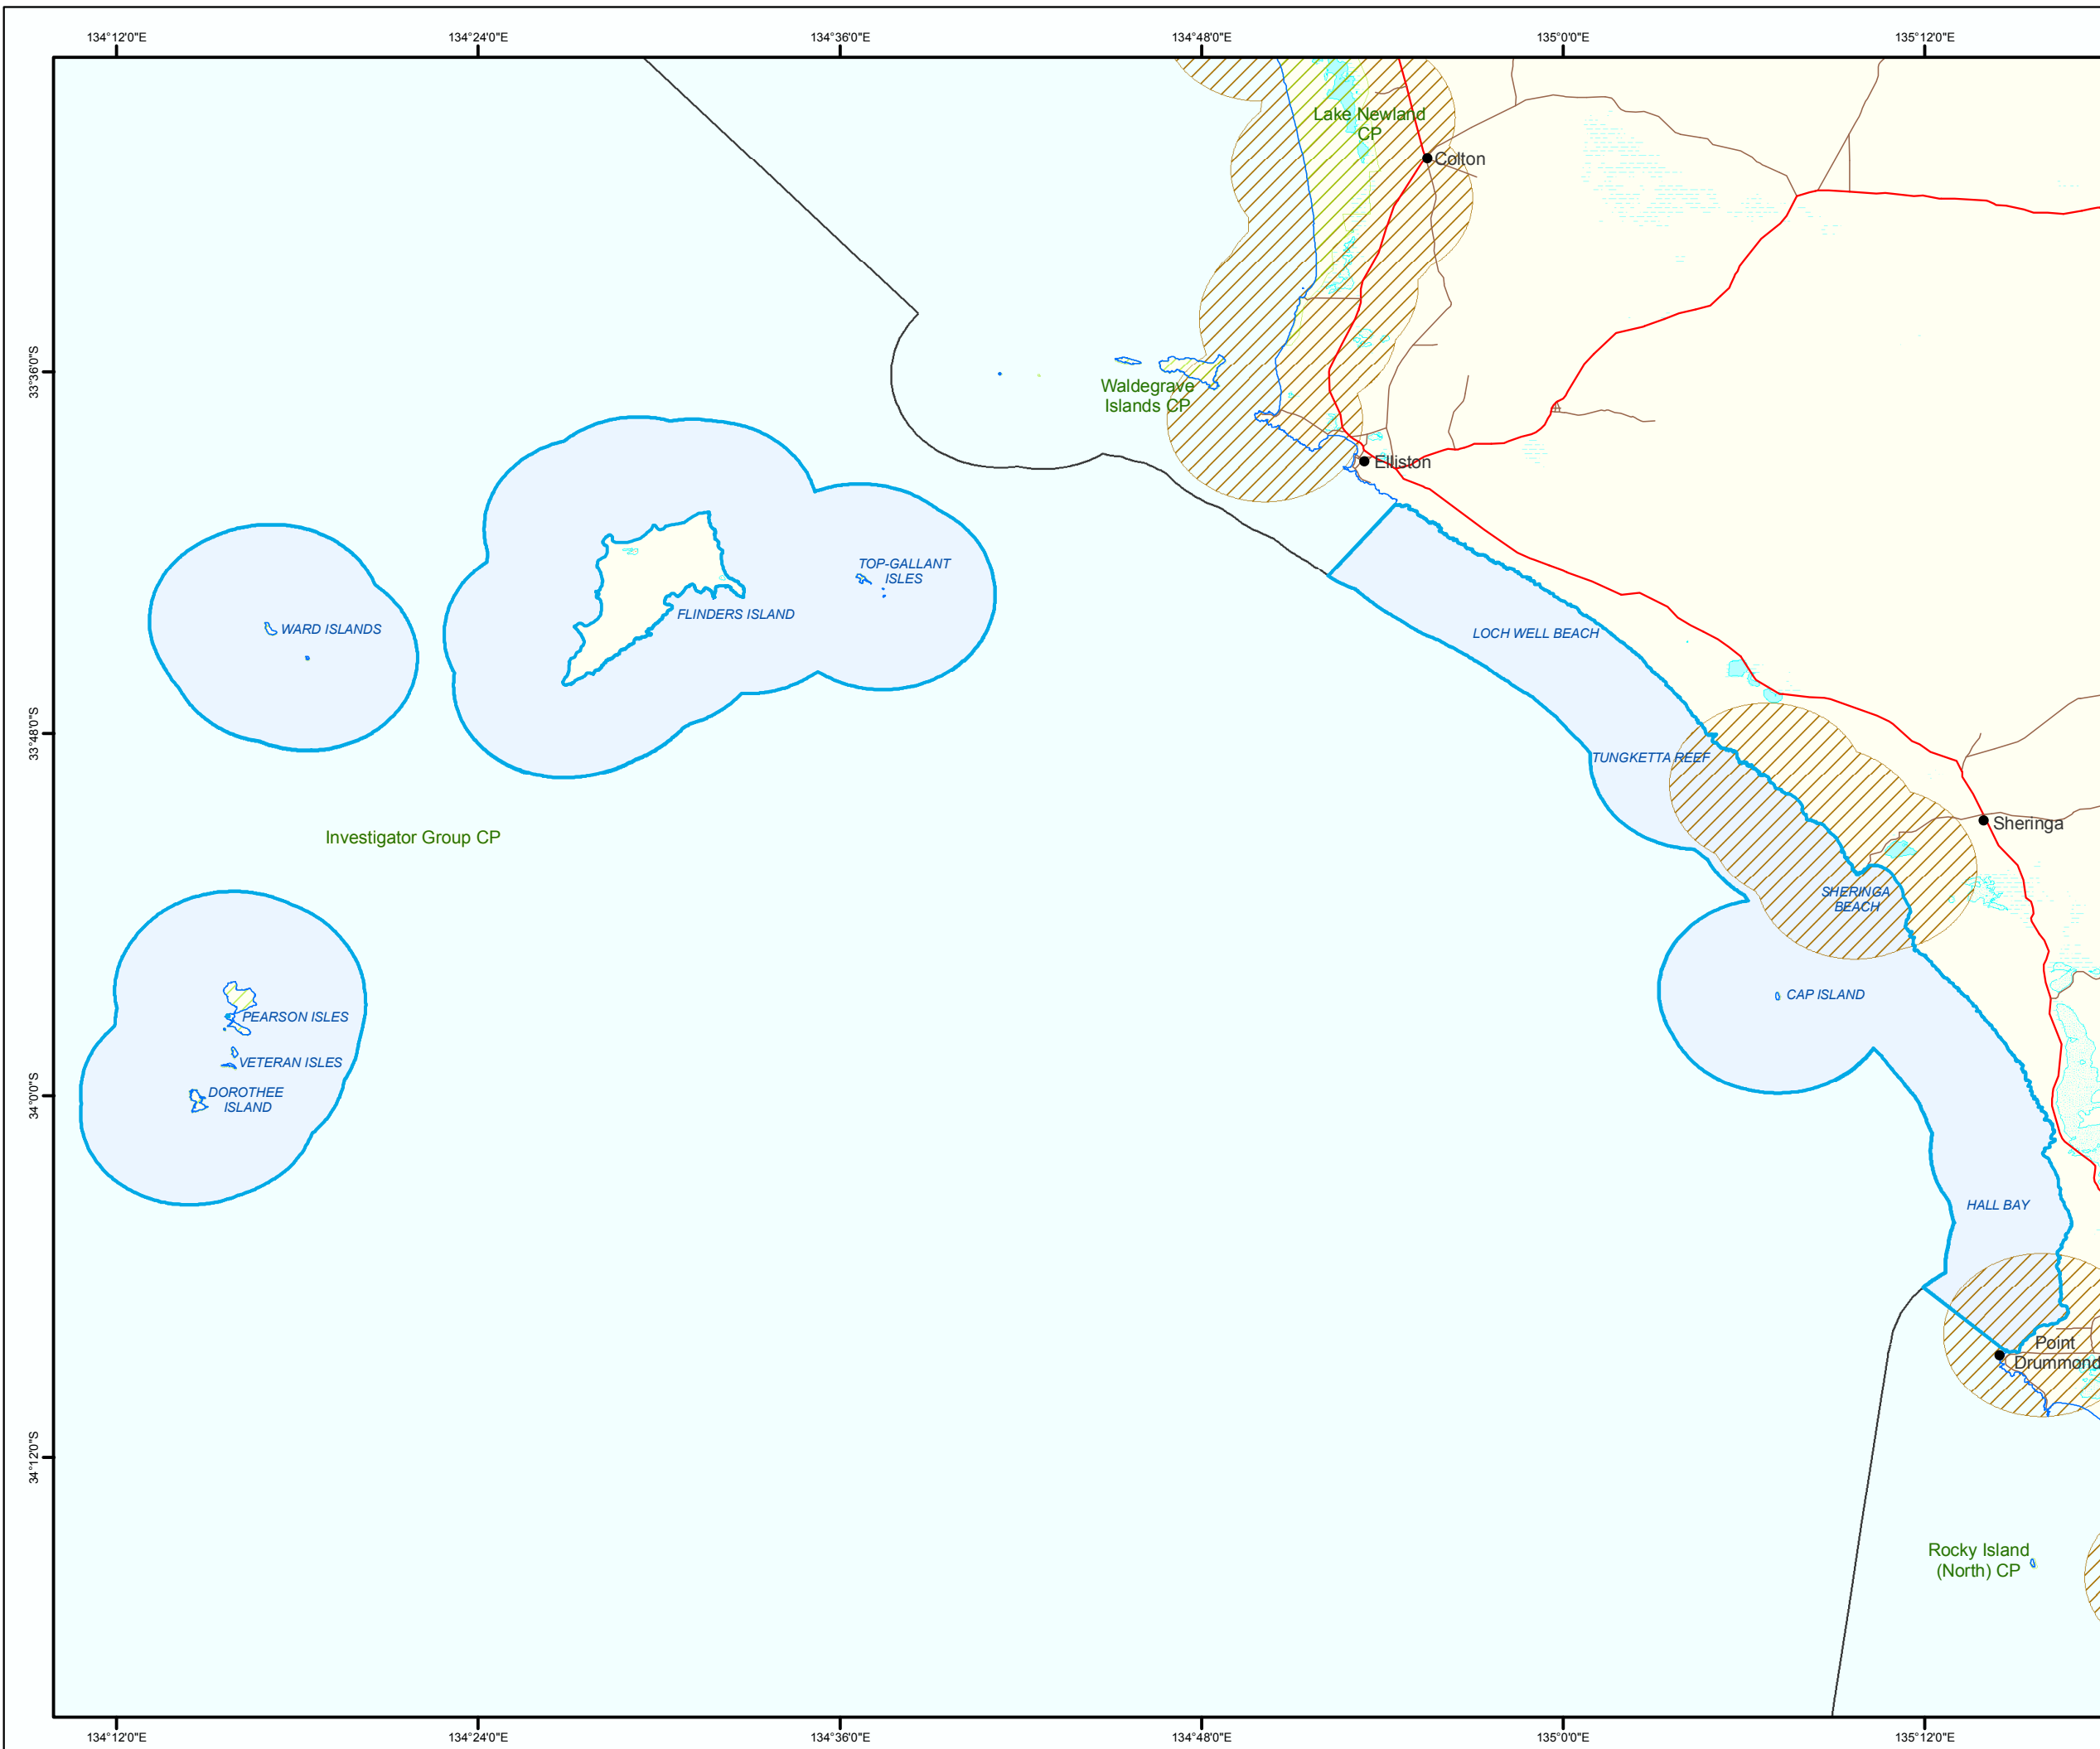 134°12'0"E
134°24'0"E
134°36'0"E
134°48'0"E
135°0'0"E
135°12'0"E
Lake Newland
CP
Colton
33°36'0"S
Waldegrave
Islands CP
Elliston
TOP-GALLANT
ISLES
FLINDERS ISLAND
WARD ISLANDS
LOCH WELL BEACH
33°48'0"S
TUNGKETTA REEF
Investigator Group CP
Sheringa
SHERINGA
BEACH
CAP ISLAND
PEARSON ISLES
VETERAN ISLES
DOROTHEE
ISLAND
34°0'0"S
HALL BAY
Point
Drummond
34°12'0"S
Rocky Island
(North) CP
134°12'0"E
134°24'0"E
134°36'0"E
134°48'0"E
135°0'0"E
135°12'0"E